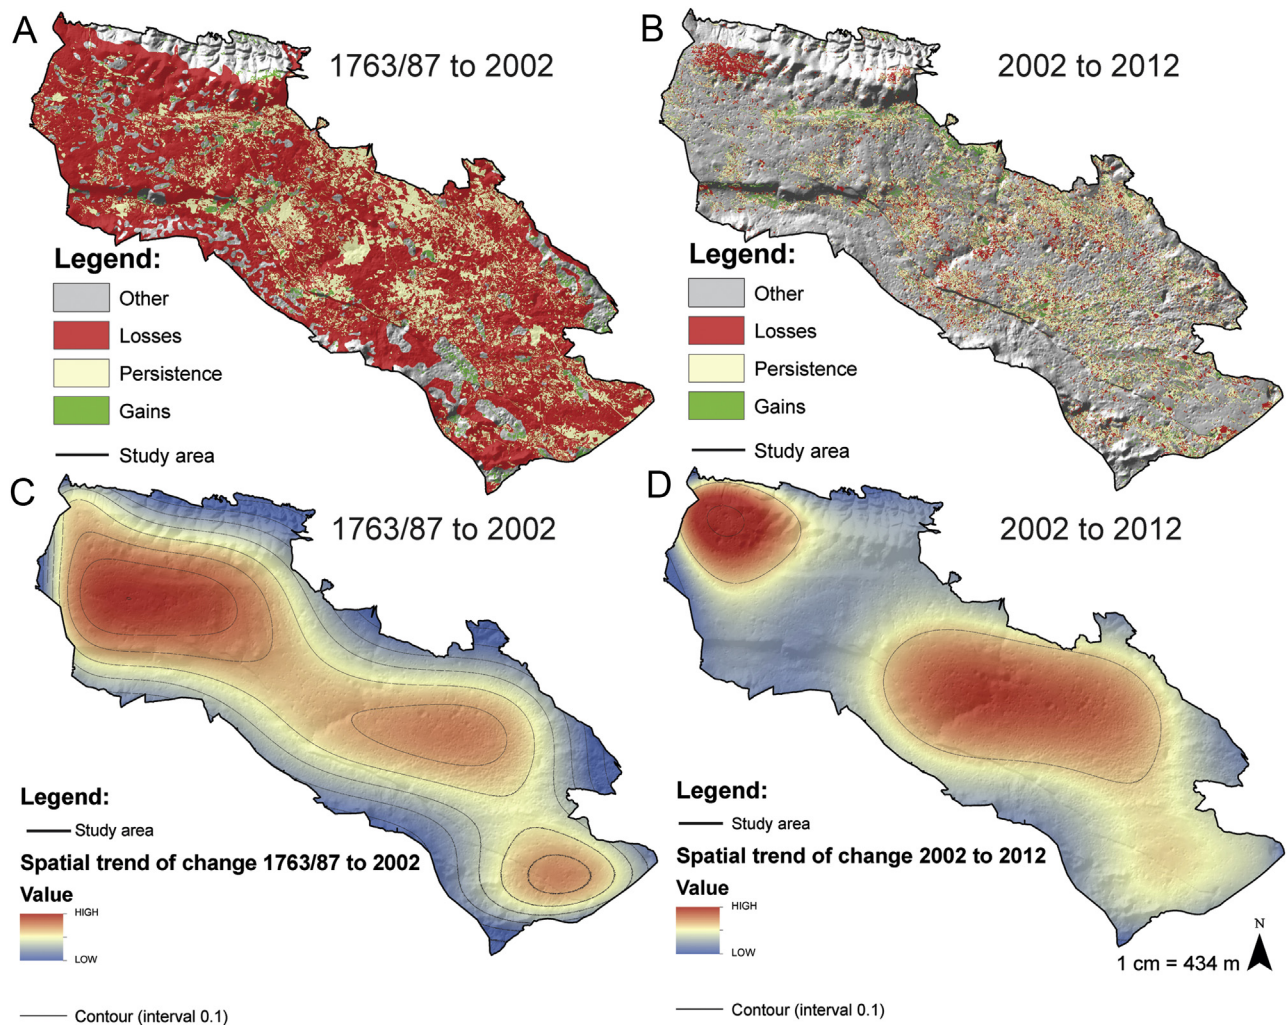 A
1763/87 to 2002
Legend:
Other
Losses
Persistence
Gains
Study area
B
2002 to 2012
Legend:
Other
Losses
Persistence
Gains
Study area
C
1763/87 to 2002
Legend:
Study area
Spatial trend of change 1763/87 to 2002
Value
HIGH
LOW
Contour (interval 0.1)
D
2002 to 2012
Legend:
Study area
Spatial trend of change 2002 to 2012
Value
HIGH
LOW
Contour (interval 0.1)
N
1 cm = 434 m